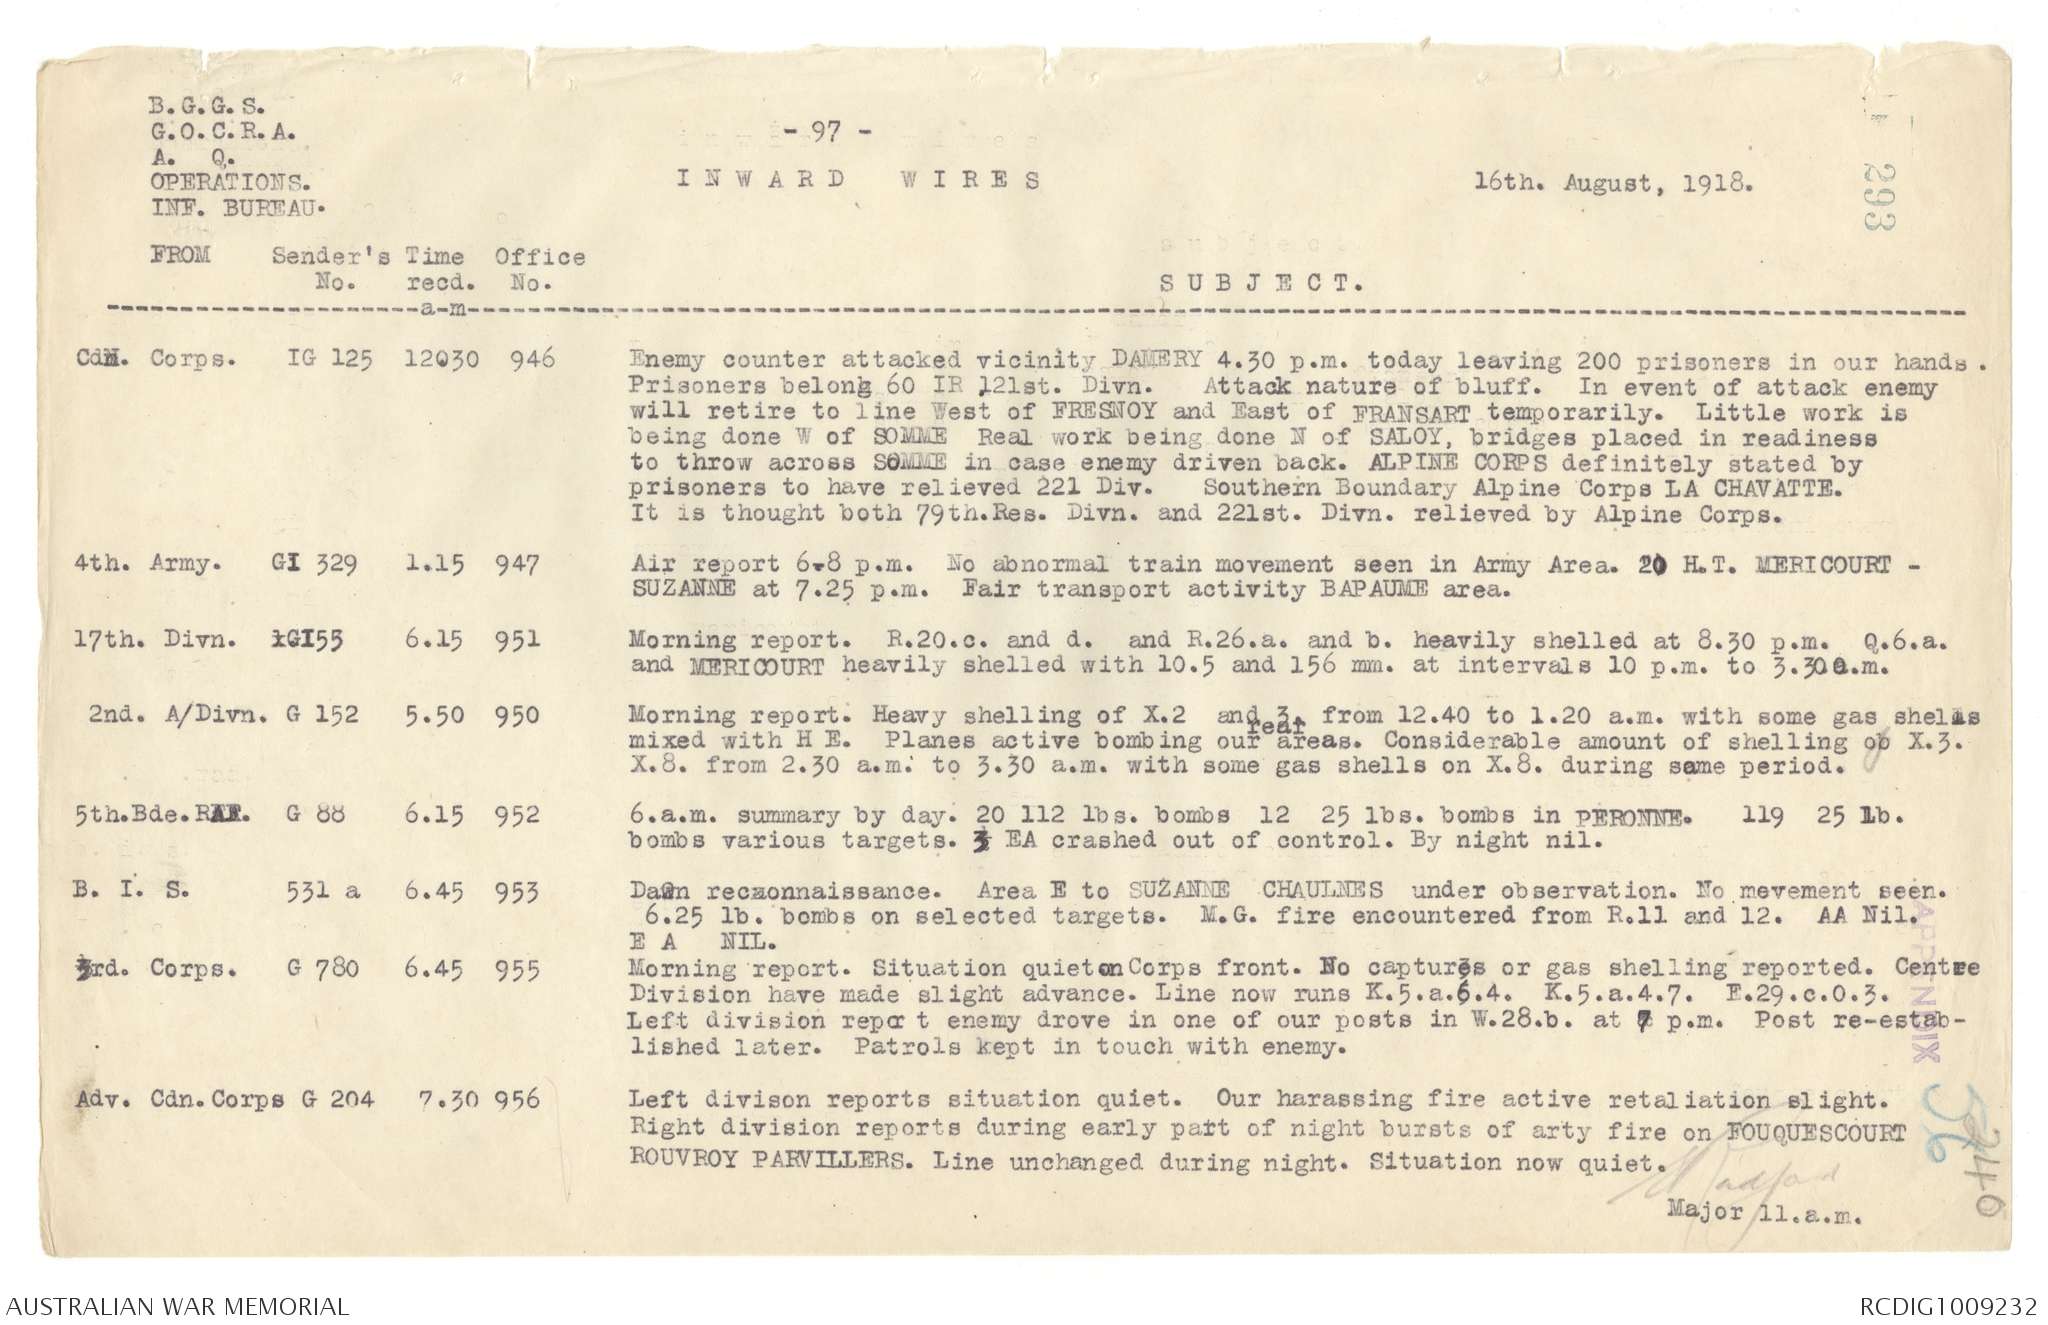 B.G.G.S.
G.O.C.R.A.
A. Q.
OPERATIONS.
INF. BUREAU.
- 97 -
INWARD WIRES
16th. August, 1918.
293
FROM Sender's Time Office
No. recd. No.
SUBJECT.
a-m
Cdn. Corps. IG 125 12030 946 Enemy counter attacked vicinity DAMERY 4.30 p.m. today leaving 200 prisoners in our hands.
Prisoners belong 60 IR 121st. Divn. Attack nature of bluff. In event of attack enemy
will retire to line West of FRESNOY and East of FRANSART temporarily. Little work is
being done W of SOMME Real work being done N of SALOY, bridges placed in readiness
to throw across SOMME in case enemy driven back. ALPINE CORPS definitely stated by
prisoners to have relieved 221 Div. Southern Boundary Alpine Corps LA CHAVATTE.
It is thought both 79th.Res. Divn. and 221st. Divn. relieved by Alpine Corps.
4th. Army. GI 329 1.15 947 Air report 6-8 p.m. No abnormal train movement seen in Army Area. 20 H.T. MERICOURT -
SUZANNE at 7.25 p.m. Fair transport activity BAPAUME area.
17th. Divn. GI55 6.15 951 Morning report. R.20.c. and d. and R.26.a. and b. heavily shelled at 8.30 p.m. Q.6.a.
and MERICOURT heavily shelled with 10.5 and 156 mm. at intervals 10 p.m. to 3.30a.m.
2nd. A/Divn. G 152 5.50 950 Morning report. Heavy shelling of X.2 and 3. from 12.40 to 1.20 a.m. with some gas shells
mixed with H E. Planes active bombing our rear areas. Considerable amount of shelling of X.3.
X.8. from 2.30 a.m. to 3.30 a.m. with some gas shells on X.8. during same period.
5th.Bde.RAF. G 88 6.15 952 6.a.m. summary by day. 20 112 lbs. bombs 12 25 lbs. bombs in PERONNE. 119 25 lb.
bombs various targets. 3 EA crashed out of control. By night nil.
B. I. S. 531 a 6.45 953 Dawn reconnaissance. Area E to SUZANNE CHAULNES under observation. No mevement seen.
6.25 lb. bombs on selected targets. M.G. fire encountered from R.11 and 12. AA Nil.
E A NIL.
3rd. Corps. G 780 6.45 955 Morning report. Situation quiet on Corps front. No captures or gas shelling reported. Centre
Division have made slight advance. Line now runs K.5.a.6.4. K.5.a.4.7. E.29.c.0.3.
Left division report enemy drove in one of our posts in W.28.b. at 7 p.m. Post re-estab-
lished later. Patrols kept in touch with enemy.
Adv. Cdn.Corps G 204 7.30 956 Left divison reports situation quiet. Our harassing fire active retaliation slight.
Right division reports during early part of night bursts of arty fire on FOUQUESCOURT
ROUVROY PARVILLERS. Line unchanged during night. Situation now quiet.
Major 11.a.m.
APPENDIX 56
240
AUSTRALIAN WAR MEMORIAL
RCDIG1009232